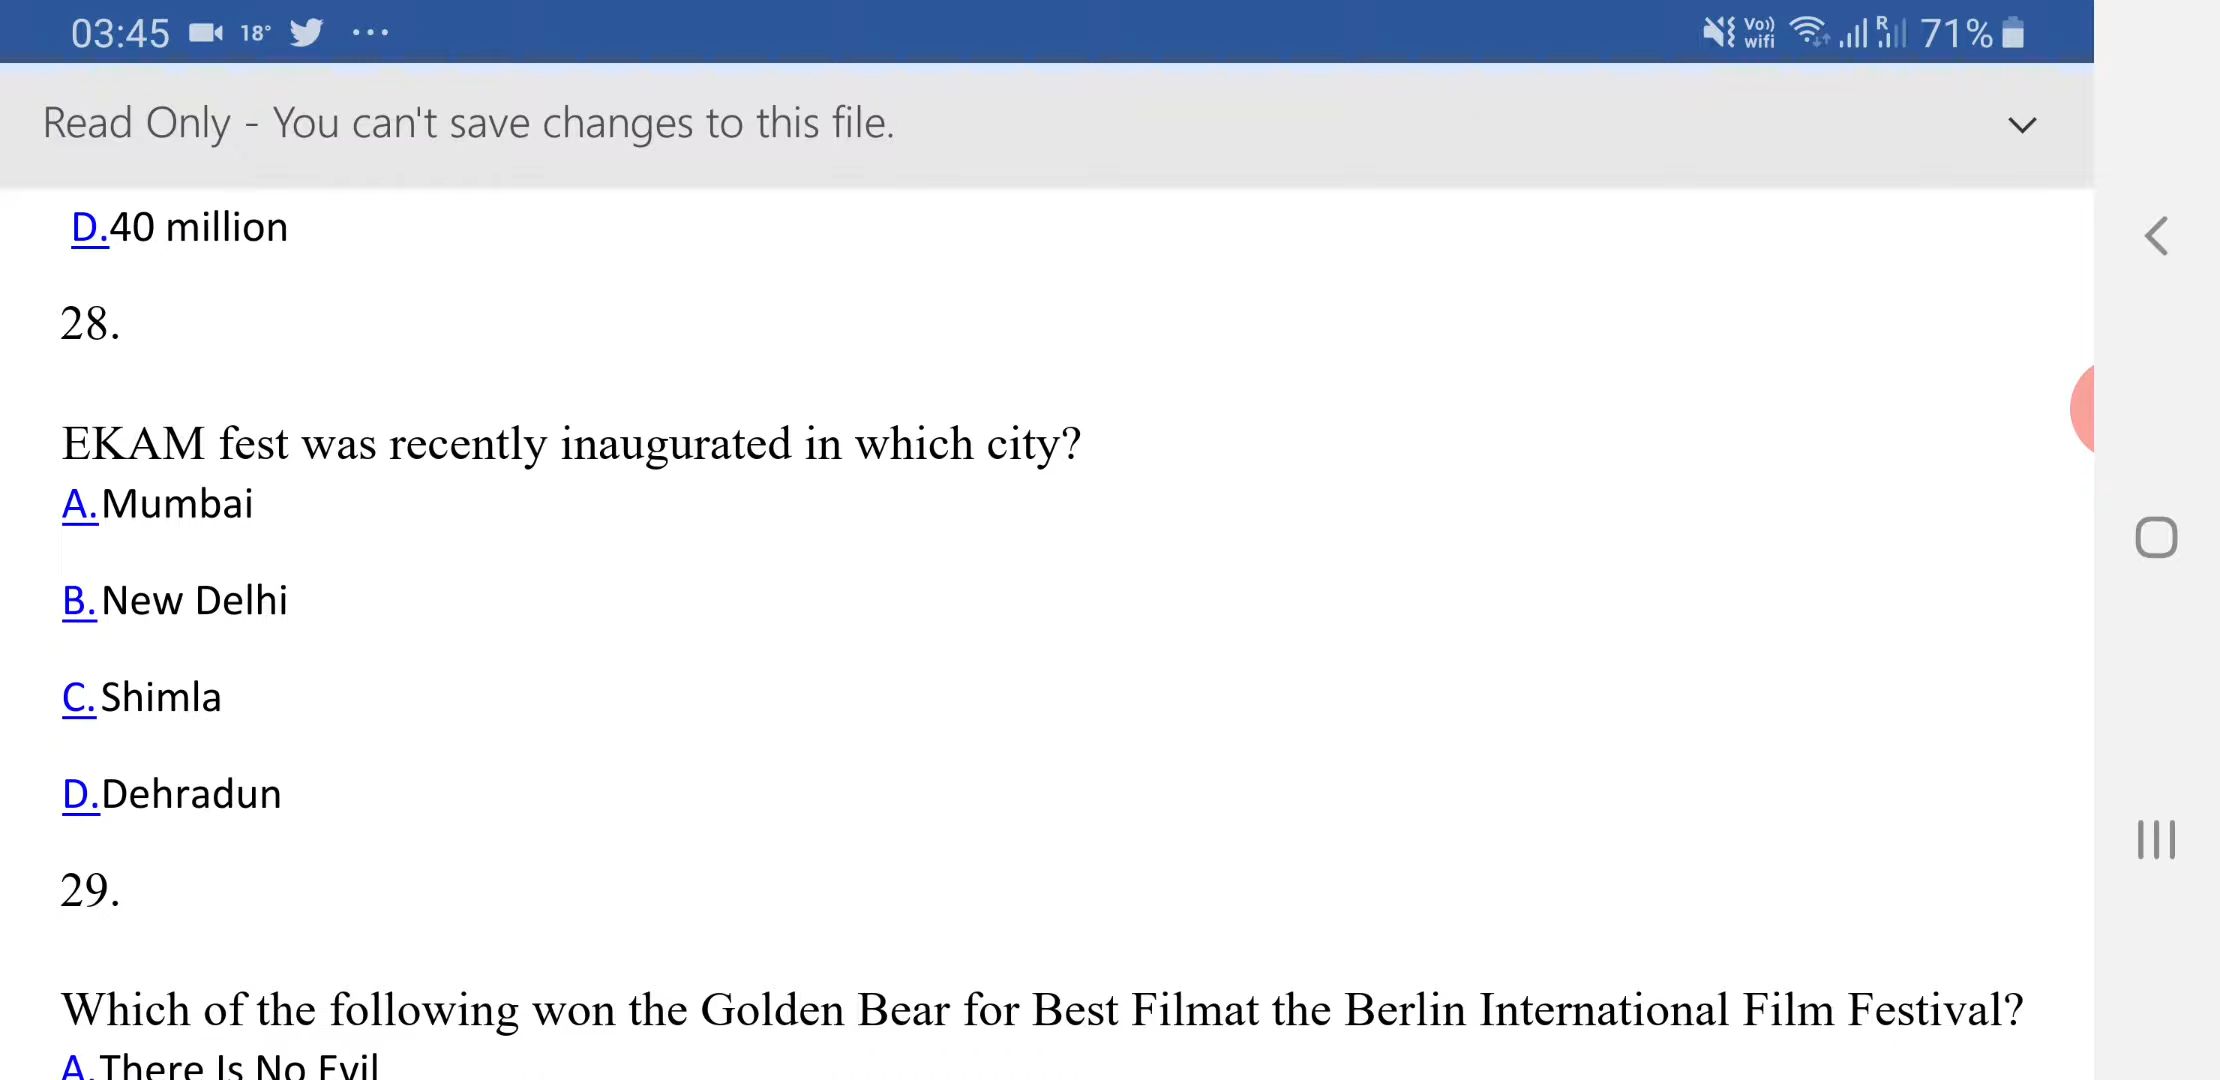 03:45 18° ...
Vo)) wifi R 71%
Read Only - You can't save changes to this file.
D.40 million
28.
EKAM fest was recently inaugurated in which city?
A.Mumbai
B.New Delhi
C.Shimla
D.Dehradun
29.
Which of the following won the Golden Bear for Best Filmat the Berlin International Film Festival?
A.There Is No Evil